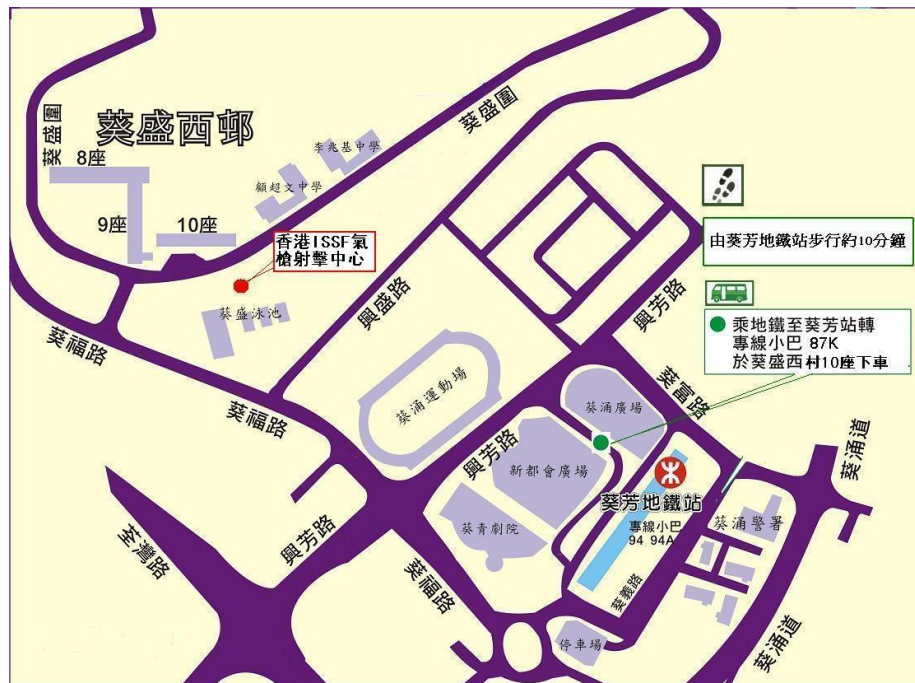 葵盛圍
葵盛西邨
8座
9座
10座
李兆基中學
顧超文中學
葵盛圍
香港ISSF氣
槍射擊中心
葵盛泳池
葵福路
興盛路
興芳路
由葵芳地鐵站步行約10分鐘
乘地鐵至葵芳站轉
專線小巴 87K
於葵盛西村10座下車
葵福路
葵涌運動場
葵涌廣場
葵富路
葵涌道
興芳路
新都會廣場
葵芳地鐵站
專線小巴
94 94A
葵涌警署
葵青劇院
荃灣路
興芳路
葵福路
葵義路
停車場
葵涌道